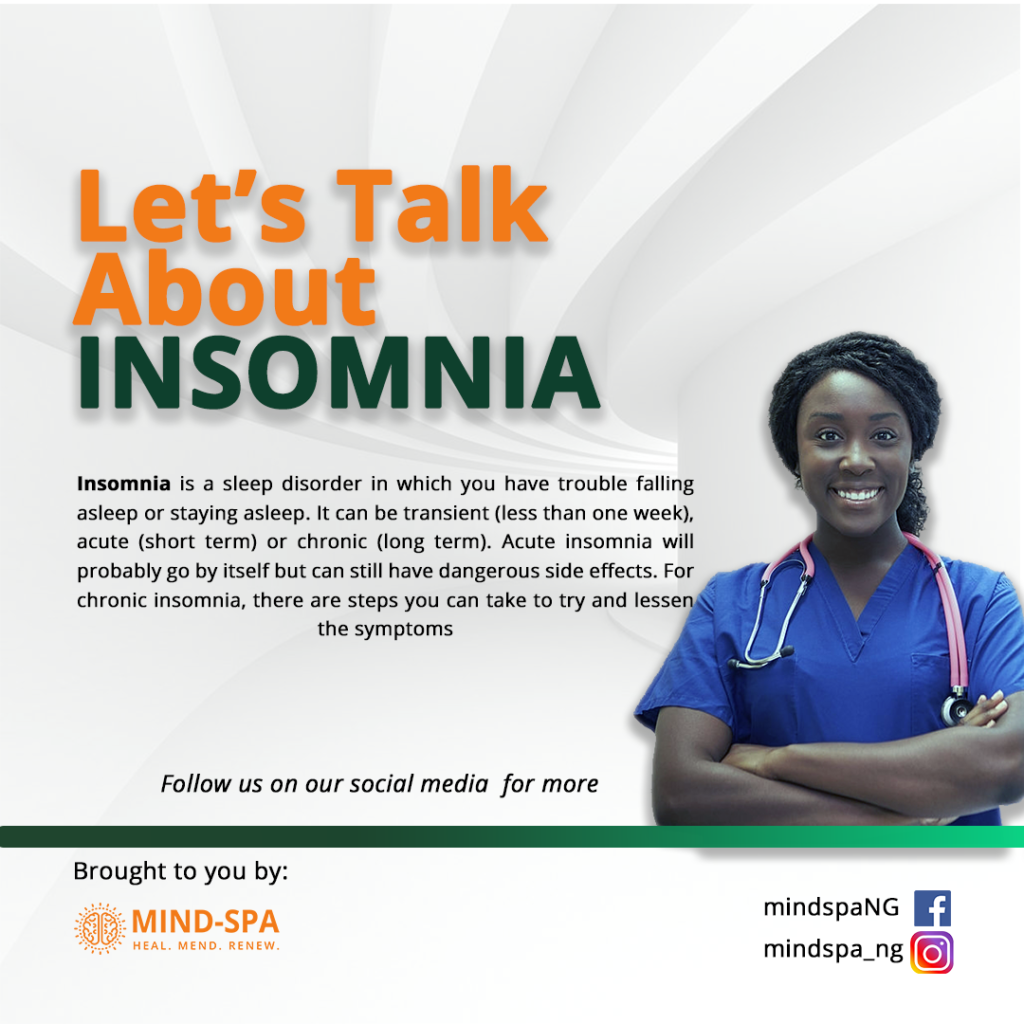 Let’s Talk
About
INSOMNIA
Insomnia is a sleep disorder in which you have trouble falling
asleep or staying asleep. It can be transient (less than one week),
acute (short term) or chronic (long term). Acute insomnia will
probably go by itself but can still have dangerous side effects. For
chronic insomnia, there are steps you can take to try and lessen
the symptoms
Follow us on our social media for more
Brought to you by:
MIND-SPA
HEAL. MEND. RENEW.
mindspaNG
mindspa_ng